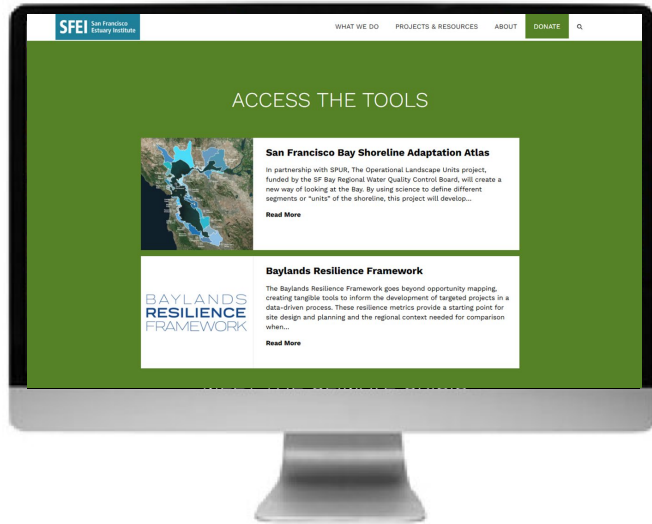 SFEI San Francisco
Estuary Institute
WHAT WE DO PROJECTS & RESOURCES ABOUT DONATE
ACCESS THE TOOLS
San Francisco Bay Shoreline Adaptation Atlas
In partnership with SPUR, The Operational Landscape Units project,
funded by the SF Bay Regional Water Quality Control Board, will create a
new way of looking at the Bay. By using science to define different
segments or “units” of the shoreline, this project will develop...
Read More
BAYLANDS
RESILIENCE
FRAMEWORK
Baylands Resilience Framework
The Baylands Resilience Framework goes beyond opportunity mapping,
creating tangible tools to inform the development of targeted projects in a
data-driven process. These resilience metrics provide a starting point for
site design and planning and the regional context needed for comparison
when...
Read More